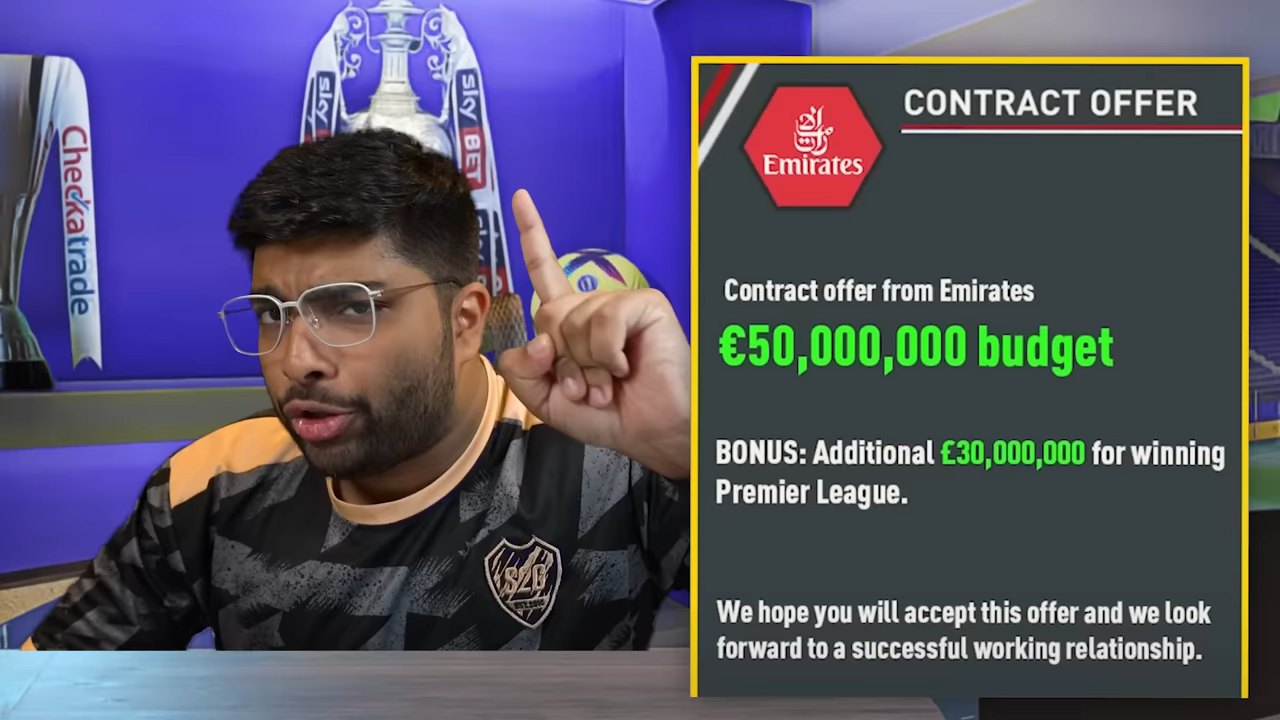 sky
sky
BET
Checkatrade
S2G
CONTRACT OFFER
Emirates
Contract offer from Emirates
€50,000,000 budget
BONUS: Additional £30,000,000 for winning
Premier League.
We hope you will accept this offer and we look
forward to a successful working relationship.